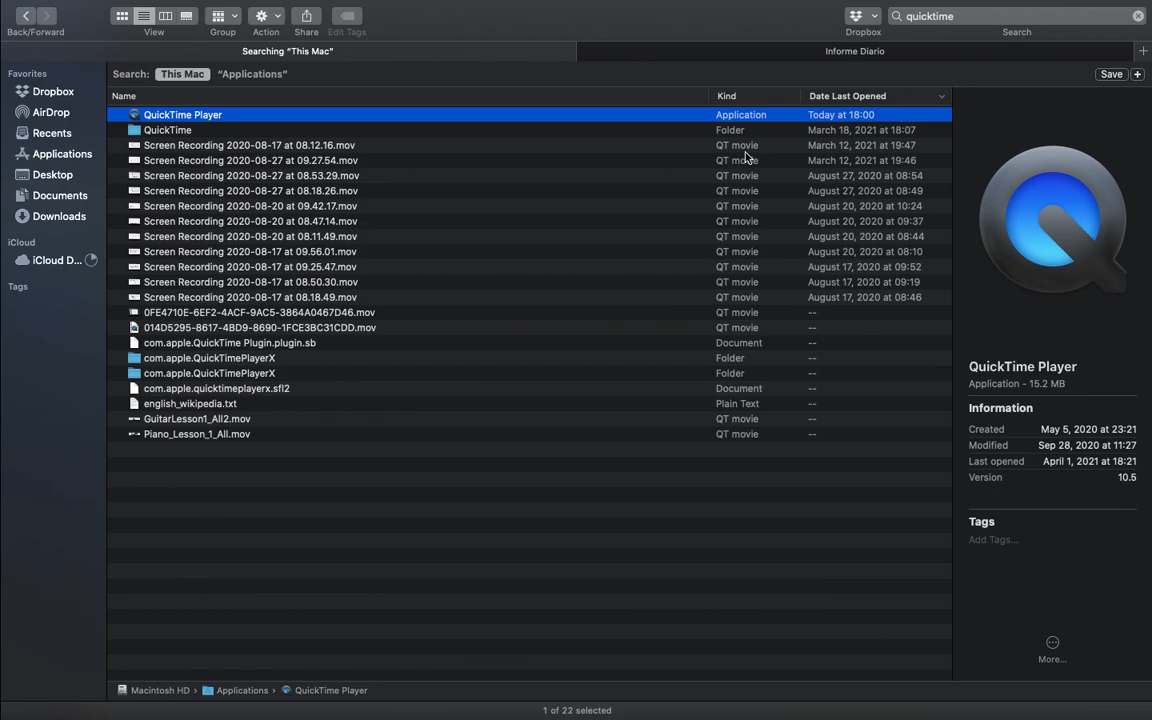 Back/Forward View Group Action Share Edit Tags Dropbox quicktime Search
Searching “This Mac” Informe Diario
Favorites
Dropbox
AirDrop
Recents
Applications
Desktop
Documents
Downloads
iCloud
iCloud D...
Tags
Search: This Mac “Applications” Save
Name Kind Date Last Opened
QuickTime Player Application Today at 18:00
QuickTime Folder March 18, 2021 at 18:07
Screen Recording 2020-08-17 at 08.12.16.mov QT movie March 12, 2021 at 19:47
Screen Recording 2020-08-27 at 09.27.54.mov QT movie March 12, 2021 at 19:46
Screen Recording 2020-08-27 at 08.53.29.mov QT movie August 27, 2020 at 08:54
Screen Recording 2020-08-27 at 08.18.26.mov QT movie August 27, 2020 at 08:49
Screen Recording 2020-08-20 at 09.42.17.mov QT movie August 20, 2020 at 10:24
Screen Recording 2020-08-20 at 08.47.14.mov QT movie August 20, 2020 at 09:37
Screen Recording 2020-08-20 at 08.11.49.mov QT movie August 20, 2020 at 08:44
Screen Recording 2020-08-17 at 09.56.01.mov QT movie August 20, 2020 at 08:10
Screen Recording 2020-08-17 at 09.25.47.mov QT movie August 17, 2020 at 09:52
Screen Recording 2020-08-17 at 08.50.30.mov QT movie August 17, 2020 at 09:19
Screen Recording 2020-08-17 at 08.18.49.mov QT movie August 17, 2020 at 08:46
0FE4710E-6EF2-4ACF-9AC5-3864A0467D46.mov QT movie --
014D5295-8617-4BD9-8690-1FCE3BC31CDD.mov QT movie --
com.apple.QuickTime Plugin.plugin.sb Document --
com.apple.QuickTimePlayerX Folder --
com.apple.QuickTimePlayerX Folder --
com.apple.quicktimeplayerx.sfl2 Document --
english_wikipedia.txt Plain Text --
GuitarLesson1_All2.mov QT movie --
Piano_Lesson_1_All.mov QT movie --
QuickTime Player
Application - 15.2 MB
Information
Created May 5, 2020 at 23:21
Modified Sep 28, 2020 at 11:27
Last opened April 1, 2021 at 18:21
Version 10.5
Tags
Add Tags...
More...
Macintosh HD › Applications › QuickTime Player
1 of 22 selected